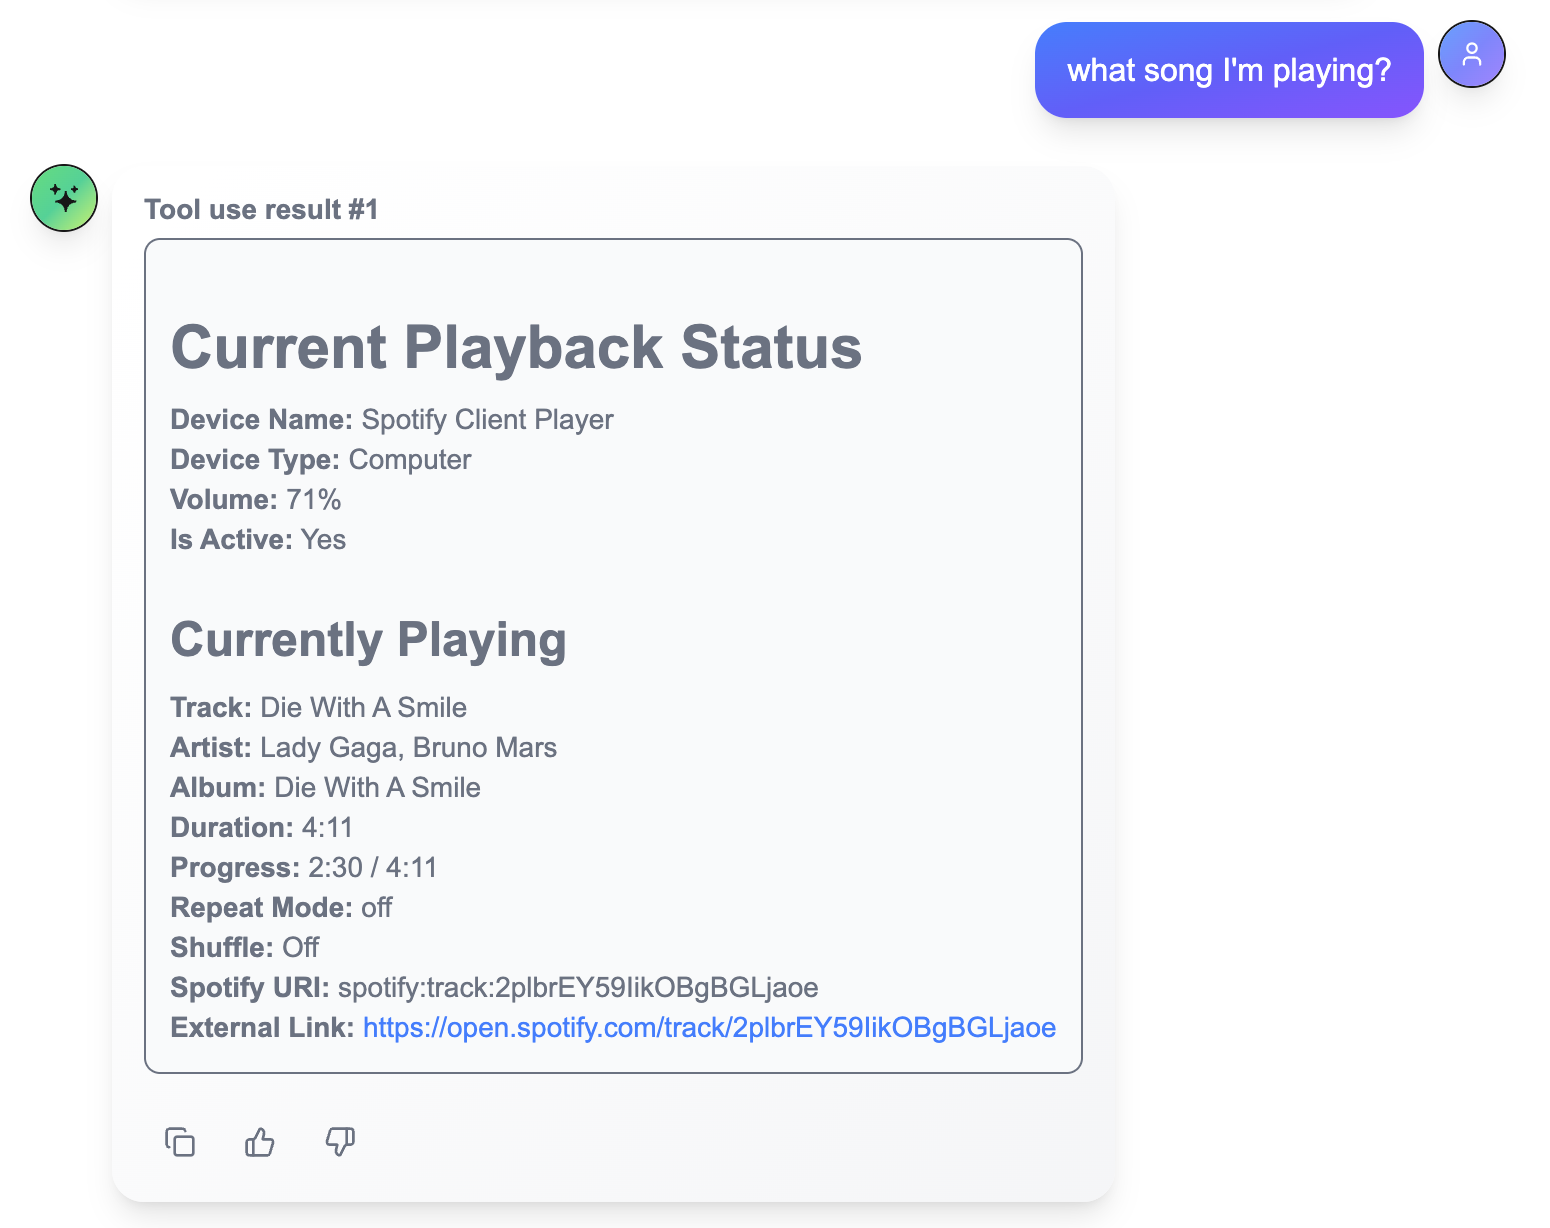 what song I'm playing?
Tool use result #1
Current Playback Status
Device Name: Spotify Client Player
Device Type: Computer
Volume: 71%
Is Active: Yes
Currently Playing
Track: Die With A Smile
Artist: Lady Gaga, Bruno Mars
Album: Die With A Smile
Duration: 4:11
Progress: 2:30 / 4:11
Repeat Mode: off
Shuffle: Off
Spotify URI: spotify:track:2plbrEY59IikOBgBGLjaoe
External Link: https://open.spotify.com/track/2plbrEY59IikOBgBGLjaoe